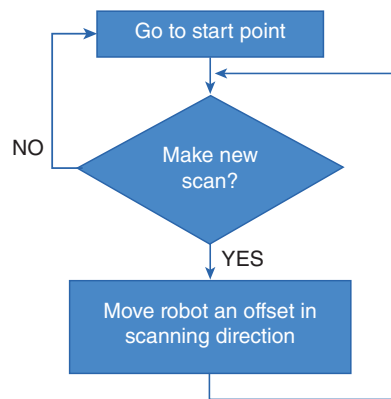 Go to start point
NO
Make new
scan?
YES
Move robot an offset in
scanning direction